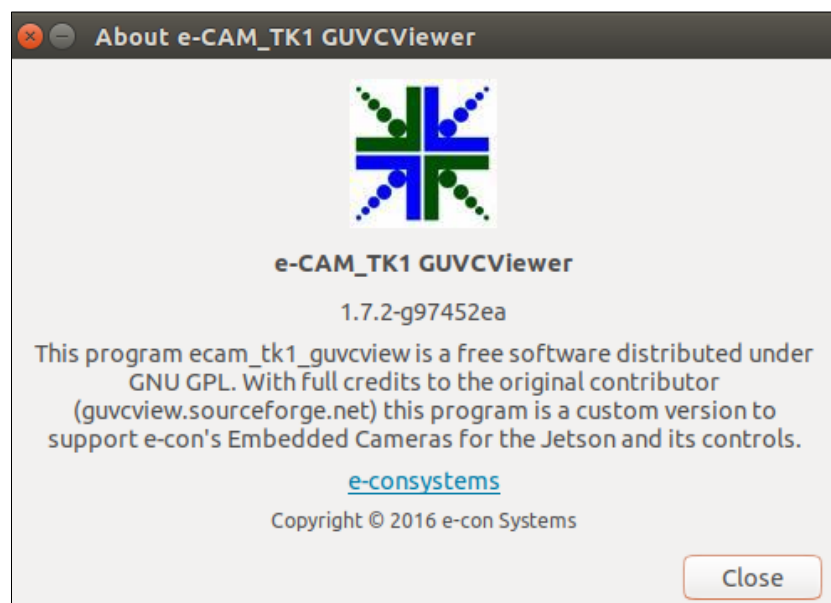 About e-CAM_TK1 GUVCViewer
e-CAM_TK1 GUVCViewer
1.7.2-g97452ea
This program ecam_tk1_guvcview is a free software distributed under
GNU GPL. With full credits to the original contributor
(guvcview.sourceforge.net) this program is a custom version to
support e-con's Embedded Cameras for the Jetson and its controls.
e-consystems
Copyright © 2016 e-con Systems
Close